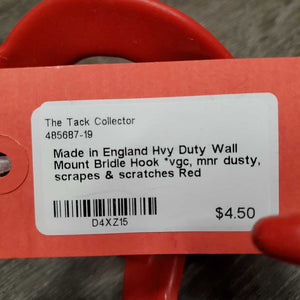 The Tack Collector
485687-19
Made in England Hvy Duty Wall
Mount Bridle Hook *vgc, mnr dusty,
scrapes & scratches Red
D4XZ15
$4.50